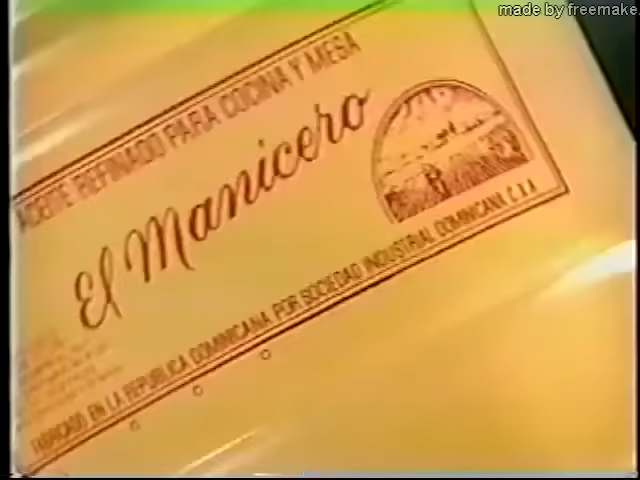 made by freemake.
ACEITE REFINADO PARA COCINA Y MESA
El Manicero
FABRICADO EN LA REPUBLICA DOMINICANA POR SOCIEDAD INDUSTRIAL DOMINICANA, C.X A